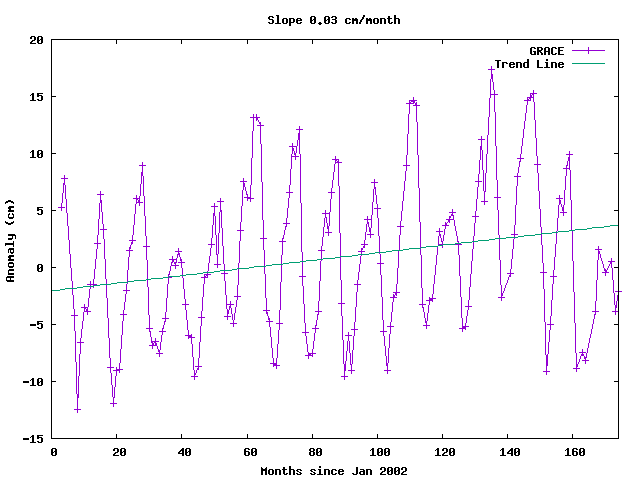 Slope 0.03 cm/month
GRACE
Trend Line
20
15
10
5
0
-5
-10
-15
Anomaly (cm)
0 20 40 60 80 100 120 140 160
Months since Jan 2002